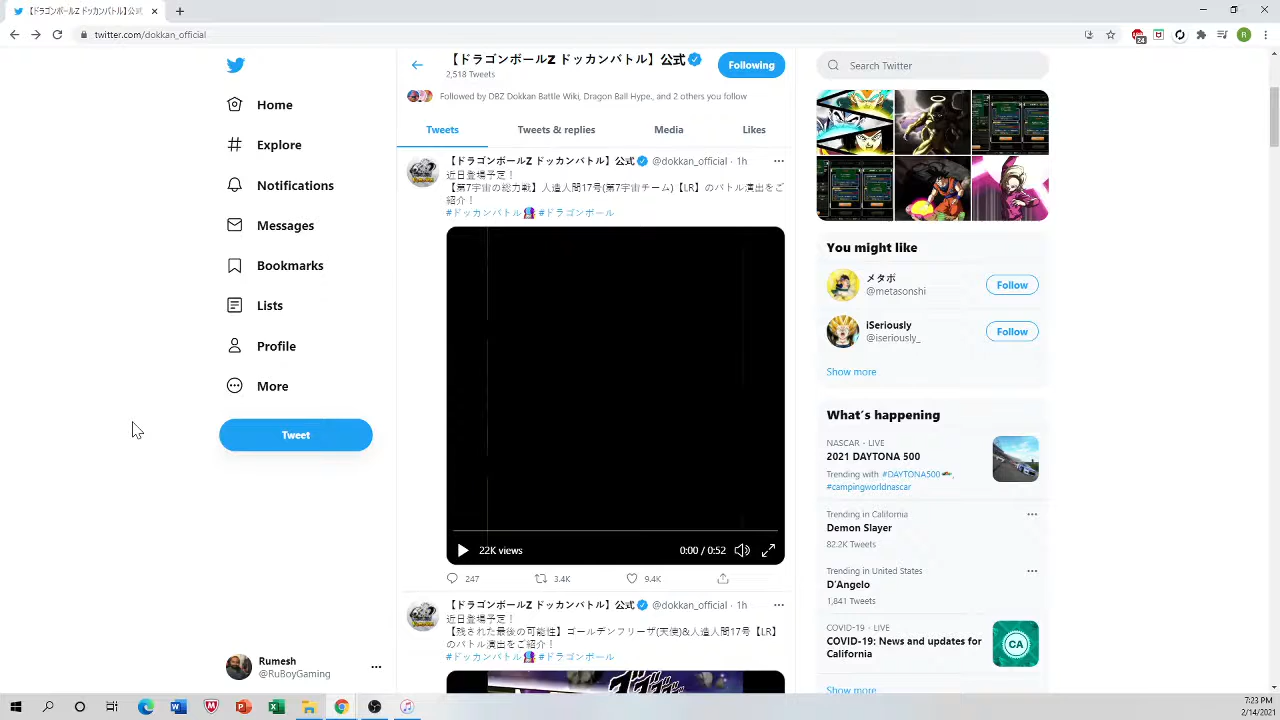 【ドラゴンボールZ ドッカンバトル】公式
twitter.com/dokkan_official
24
R
Home
Explore
Notifications
Messages
Bookmarks
Lists
Profile
More
Tweet
Rumesh
@RuBoyGaming
【ドラゴンボールZ ドッカンバトル】公式
2,518 Tweets
Following
Followed by DRZ Dokkan Battle Wiki, Dragon Ball Hype, and 2 others you follow
Tweets
Tweets & replies
Media
Likes
【ドラゴンボールZ ドッカンバトル】公式 @dokkan_official · 1h
近日登場予定！
【第7宇宙の総力戦】人造人間17号(第7宇宙チーム)【LR】のバトル演出をご
紹介！
#ドッカンバトル #ドラゴンボール
22K views
0:00 / 0:52
247
3.4K
9.4K
【ドラゴンボールZ ドッカンバトル】公式 @dokkan_official · 1h
近日登場予定！
【残された最後の可能性】ゴールデンフリーザ(天使)&人造人間17号【LR】
のバトル演出をご紹介！
#ドッカンバトル #ドラゴンボール
Search Twitter
You might like
メタボ
@metasonshi
Follow
iSeriously
@iseriously_
Follow
Show more
What's happening
NASCAR · LIVE
2021 DAYTONA 500
Trending with #DAYTONA500,
#campingworldnascar
Trending in California
Demon Slayer
82.2K Tweets
Trending in United States
D'Angelo
1,841 Tweets
COVID-19 · LIVE
COVID-19: News and updates for
California
CA
Show more
7:23 PM
2/14/2021